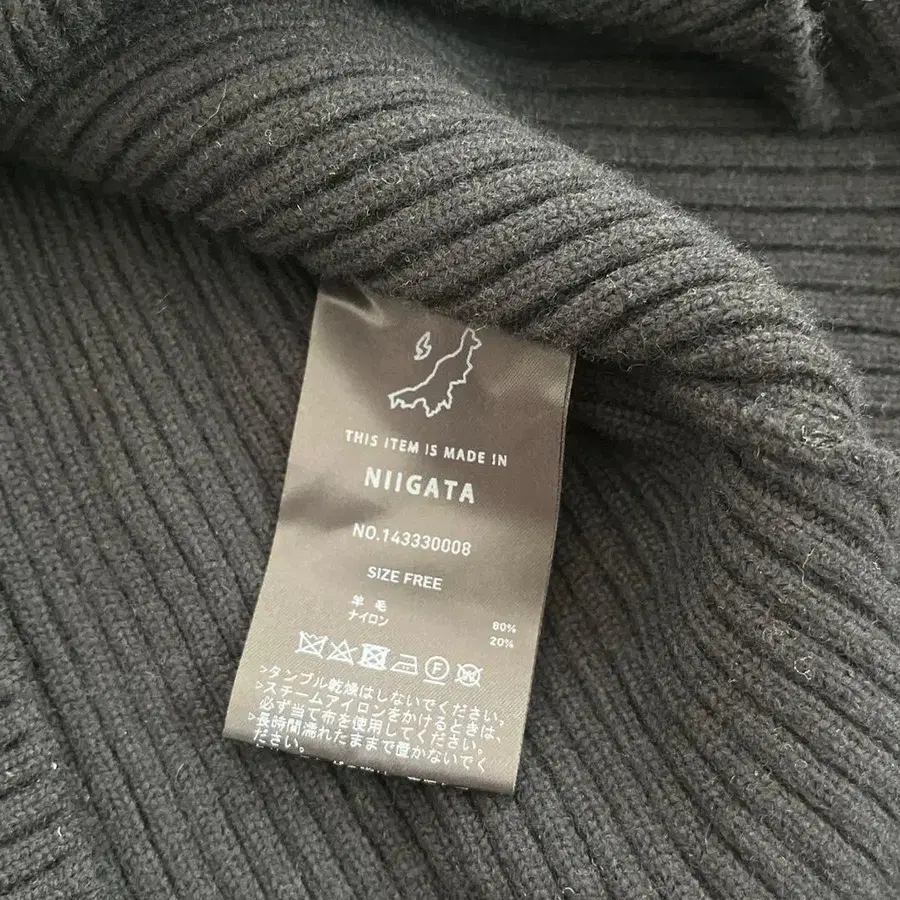 THIS ITEM IS MADE IN
NIIGATA
NO.143330008
SIZE FREE
羊毛 80%
ナイロン 20%
F
W
>タンブル乾燥はしないでください。
>スチームアイロンをかけるときは、
必ず当て布を使用してください。
>長時間濡れたままで置かないでく
ださい。